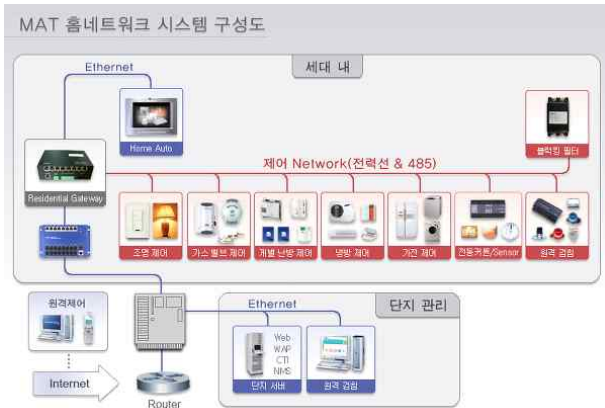 MAT 홈네트워크 시스템 구성도
세대 내
Ethernet
Home Auto
블럭킹 필터
제어 Network(전력선 & 485)
Residential Gateway
조명 제어
가스 밸브 제어
개별 난방 제어
냉방 제어
가전 제어
전동커튼/Sensor
원격 검침
원격제어
Ethernet
단지 관리
Web
WAP
CTI
NMS
단지 서버
원격 검침
Internet
Router